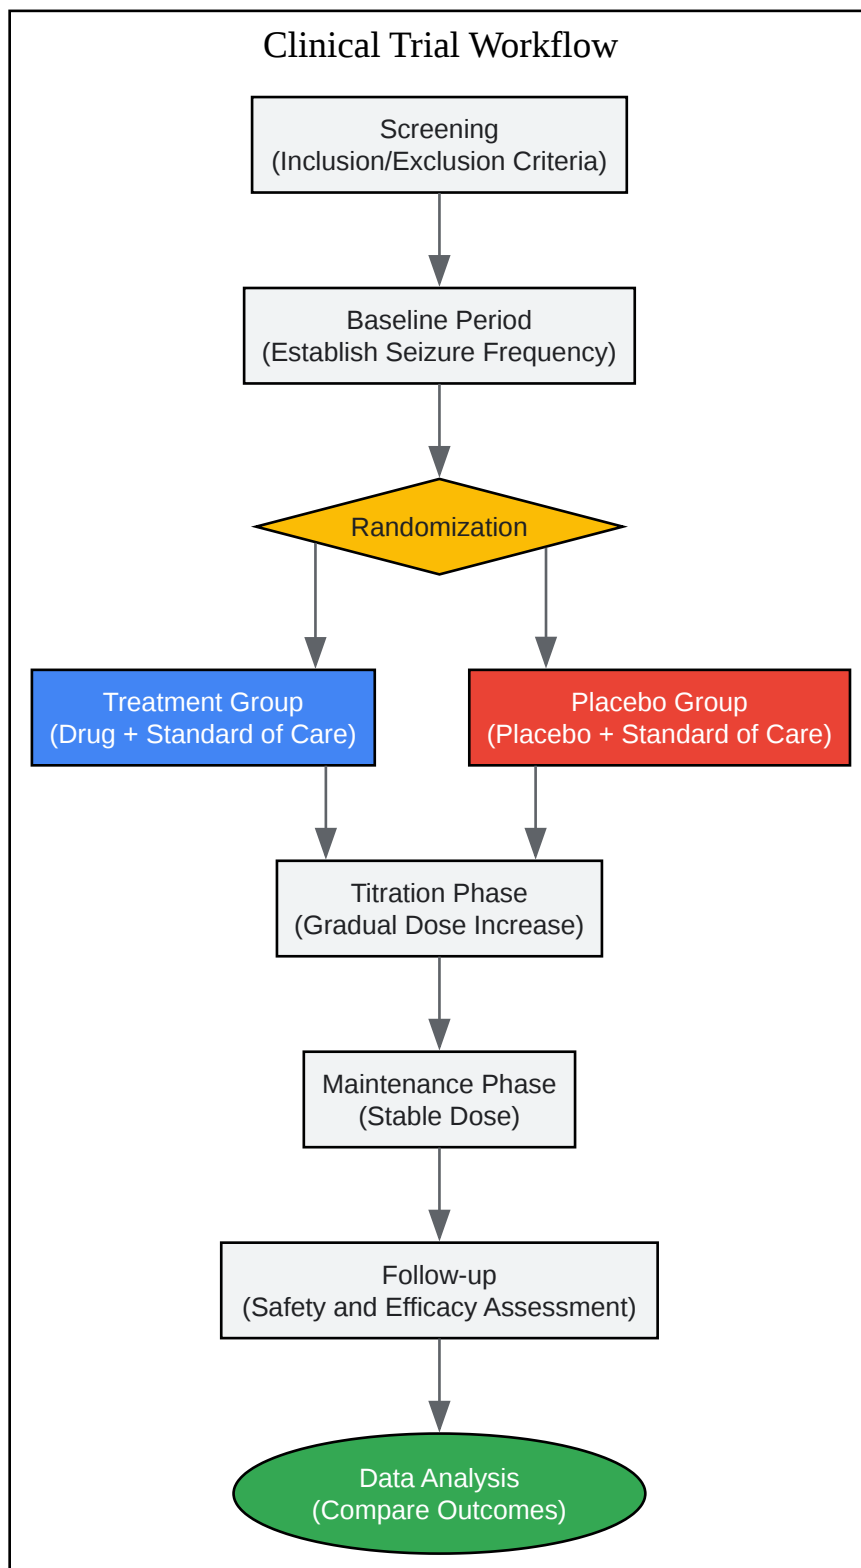 Clinical Trial Workflow
Screening
(Inclusion/Exclusion Criteria)
Baseline Period
(Establish Seizure Frequency)
Randomization
Treatment Group
(Drug + Standard of Care)
Placebo Group
(Placebo + Standard of Care)
Titration Phase
(Gradual Dose Increase)
Maintenance Phase
(Stable Dose)
Follow-up
(Safety and Efficacy Assessment)
Data Analysis
(Compare Outcomes)